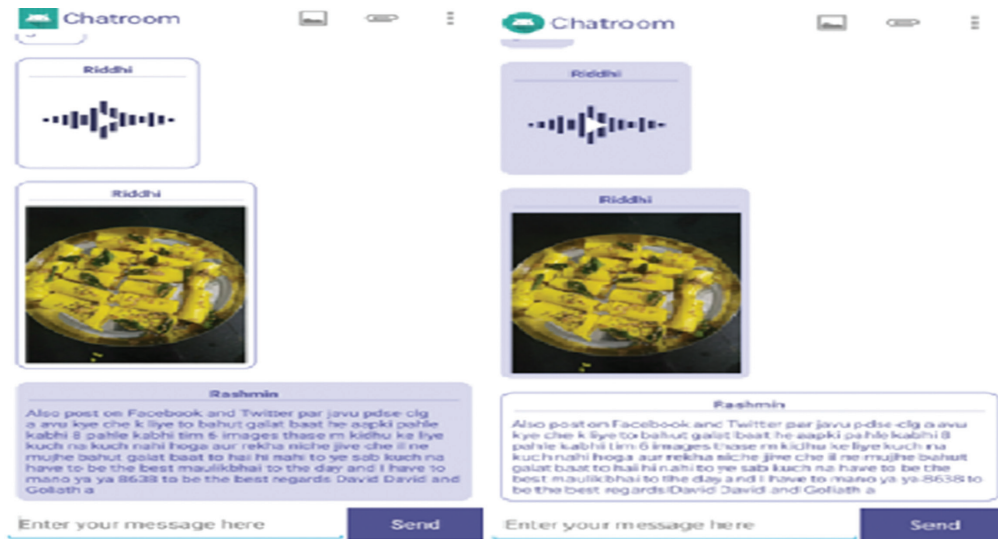 Chatroom
Riddhi
Riddhi
Rashmin
Also post on Facebook and Twitter par javu pdse clg
a avu kye che k liye to bahut galat baat he aapki pahle
kabhi 8 pahle kabhi tim 6 images thase m kidhu ke liye
kuch na kuch nahi hoga aur rekha niche jive che il ne
mujhe bahut galat baat to hai hi nahi to ye sab kuch na
have to be the best maulikbhai to the day and I have to
mano ya ya 8638 to be the best regards David David and
Goliath a
Enter your message here
Send
Chatroom
Riddhi
Riddhi
Rashmin
Also post on Facebook and Twitter par javu pdse clg a avu
kye che k liye to bahut galat baat he aapki pahle kabhi 8
pahle kabhi tim 6 images thase m kidhu ke liye kuch na
kuch nahi hoga aur rekha niche jive che il ne mujhe bahut
galat baat to hai hi nahi to ye sab kuch na have to be the
best maulikbhai to the day and I have to mano ya ya 8638 to
be the best regards David David and Goliath a
Enter your message here
Send